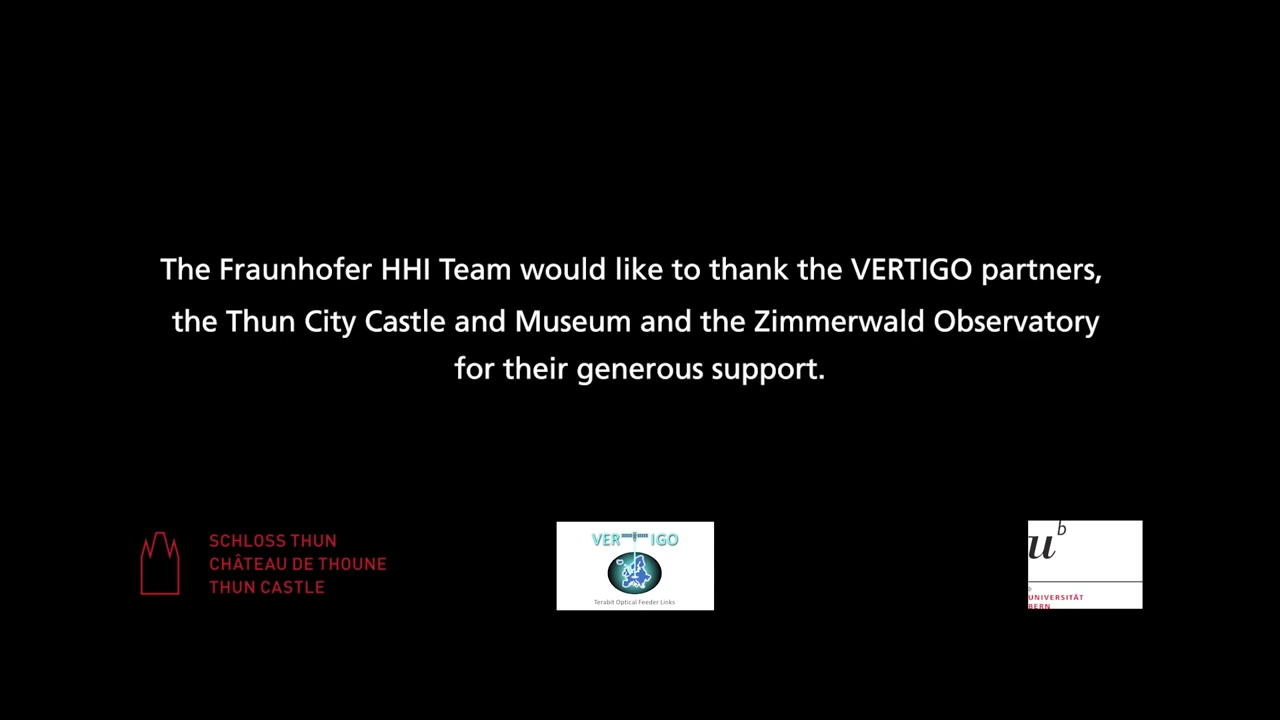 The Fraunhofer HHI Team would like to thank the VERTIGO partners,
the Thun City Castle and Museum and the Zimmerwald Observatory
for their generous support.
SCHLOSS THUN
CHÂTEAU DE THOUNE
THUN CASTLE
VERTIGO
Terabit Optical Feeder Links
u
b
b
UNIVERSITÄT
BERN